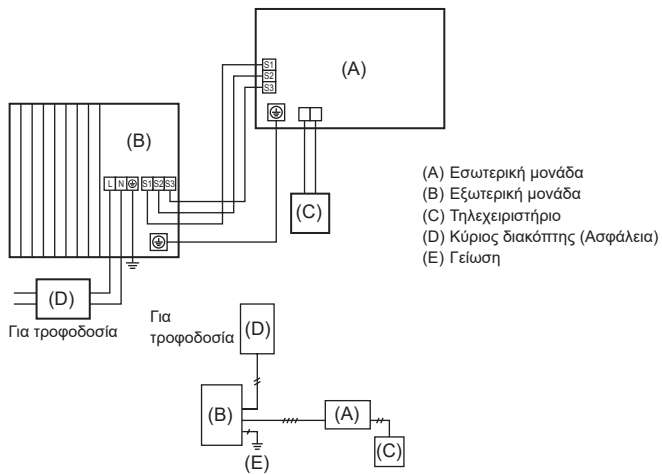 (A)
S1
S2
S3
(B)
L N S1 S2 S3
(C)
(D)
Για τροφοδοσία
(A) Εσωτερική μονάδα
(B) Εξωτερική μονάδα
(C) Τηλεχειριστήριο
(D) Κύριος διακόπτης (Ασφάλεια)
(E) Γείωση
Για
τροφοδοσία
(D)
(B)
(A)
(C)
(E)